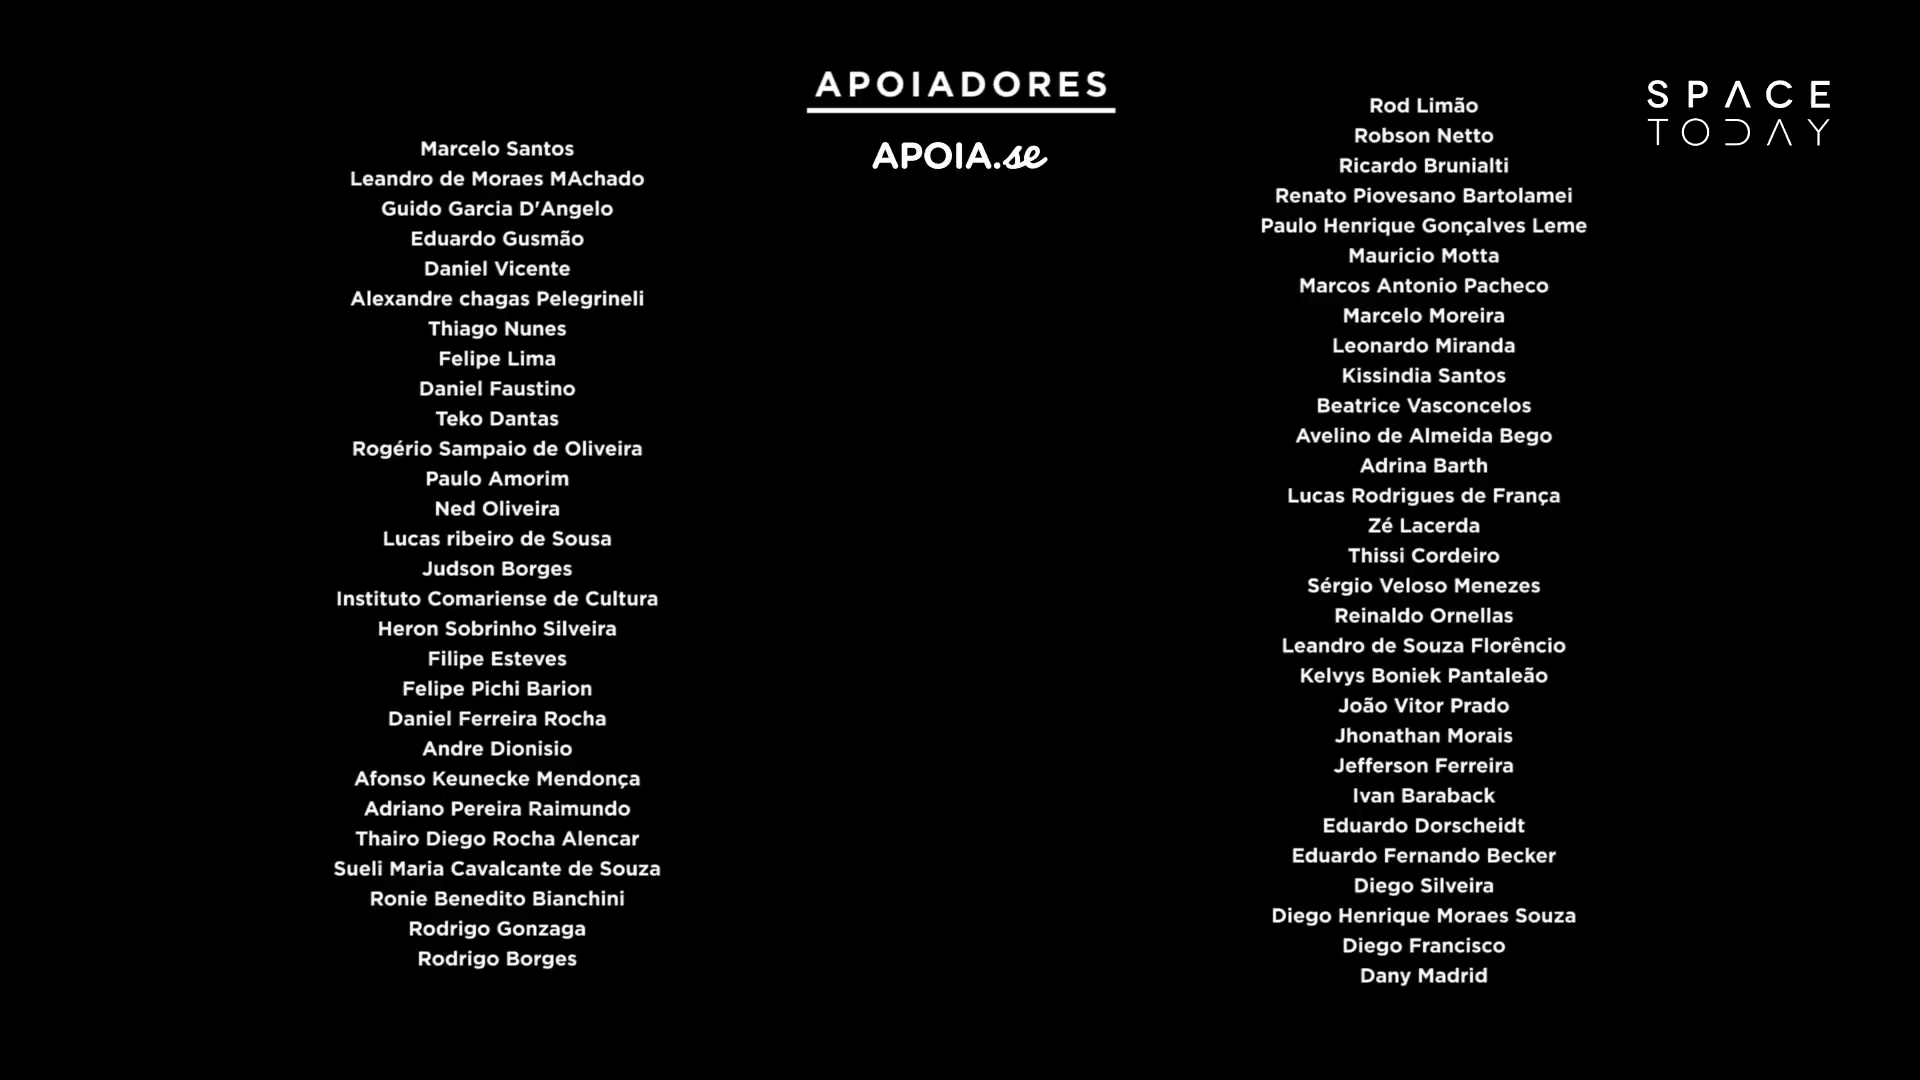 APOIADORES
APOIA.se
Marcelo Santos
Leandro de Moraes MAchado
Guido Garcia D'Angelo
Eduardo Gusmão
Daniel Vicente
Alexandre chagas Pelegrineli
Thiago Nunes
Felipe Lima
Daniel Faustino
Teko Dantas
Rogério Sampaio de Oliveira
Paulo Amorim
Ned Oliveira
Lucas ribeiro de Sousa
Judson Borges
Instituto Comariense de Cultura
Heron Sobrinho Silveira
Filipe Esteves
Felipe Pichi Barion
Daniel Ferreira Rocha
Andre Dionisio
Afonso Keunecke Mendonça
Adriano Pereira Raimundo
Thairo Diego Rocha Alencar
Sueli Maria Cavalcante de Souza
Ronie Benedito Bianchini
Rodrigo Gonzaga
Rodrigo Borges
Rod Limão
Robson Netto
Ricardo Brunialti
Renato Piovesano Bartolamei
Paulo Henrique Gonçalves Leme
Mauricio Motta
Marcos Antonio Pacheco
Marcelo Moreira
Leonardo Miranda
Kissindia Santos
Beatrice Vasconcelos
Avelino de Almeida Bego
Adrina Barth
Lucas Rodrigues de França
Zé Lacerda
Thissi Cordeiro
Sérgio Veloso Menezes
Reinaldo Ornellas
Leandro de Souza Florêncio
Kelvys Boniek Pantaleão
João Vitor Prado
Jhonathan Morais
Jefferson Ferreira
Ivan Baraback
Eduardo Dorscheidt
Eduardo Fernando Becker
Diego Silveira
Diego Henrique Moraes Souza
Diego Francisco
Dany Madrid
SPACE
TODAY